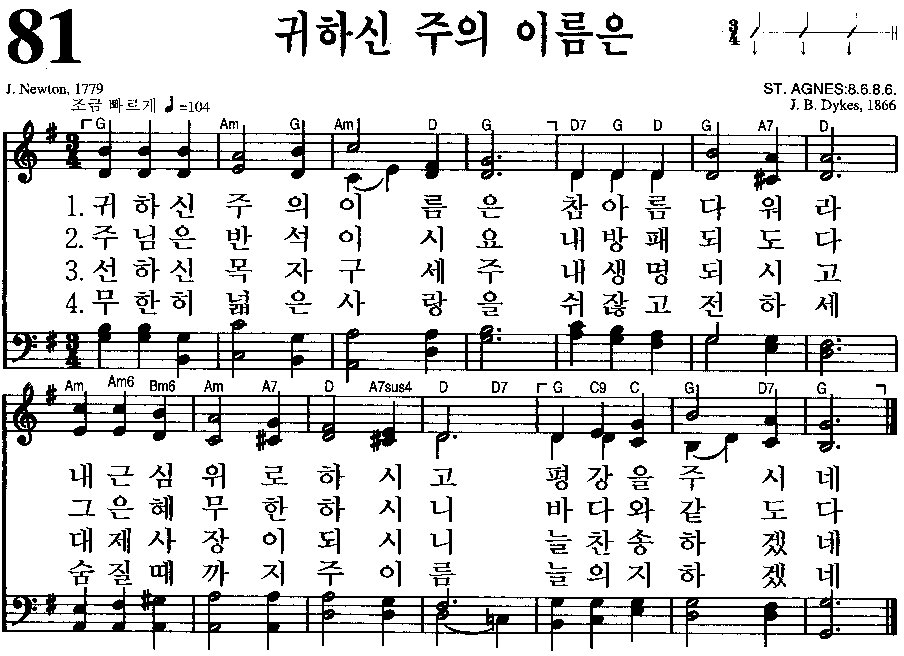 81 귀하신 주의 이름은 3/4
J. Newton, 1779 ST. AGNES:8.6.8.6.
조금 빠르게 ♩=104 J. B. Dykes, 1866
G Am G Am1 D G D7 G D G A7 D
3/4
1. 귀 하 신 주 의 이 름 은 참 아 름 다 워 라
2. 주 님 은 반 석 이 시 요 내 방 패 되 도 다
3. 선 하 신 목 자 구 세 주 내 생 명 되 시 고
4. 무 한 히 넓 은 사 랑 을 쉬 잖 고 전 하 세
3/4
Am Am6 Bm6 Am A7 D A7sus4 D D7 G C9 C G D7 G
내 근 심 위 로 하 시 고 평 강 을 주 시 네
그 은 혜 무 한 하 시 니 바 다 와 같 도 다
대 제 사 장 이 되 시 니 늘 찬 송 하 겠 네
숨 질 때 까 지 주 이 름 늘 의 지 하 겠 네